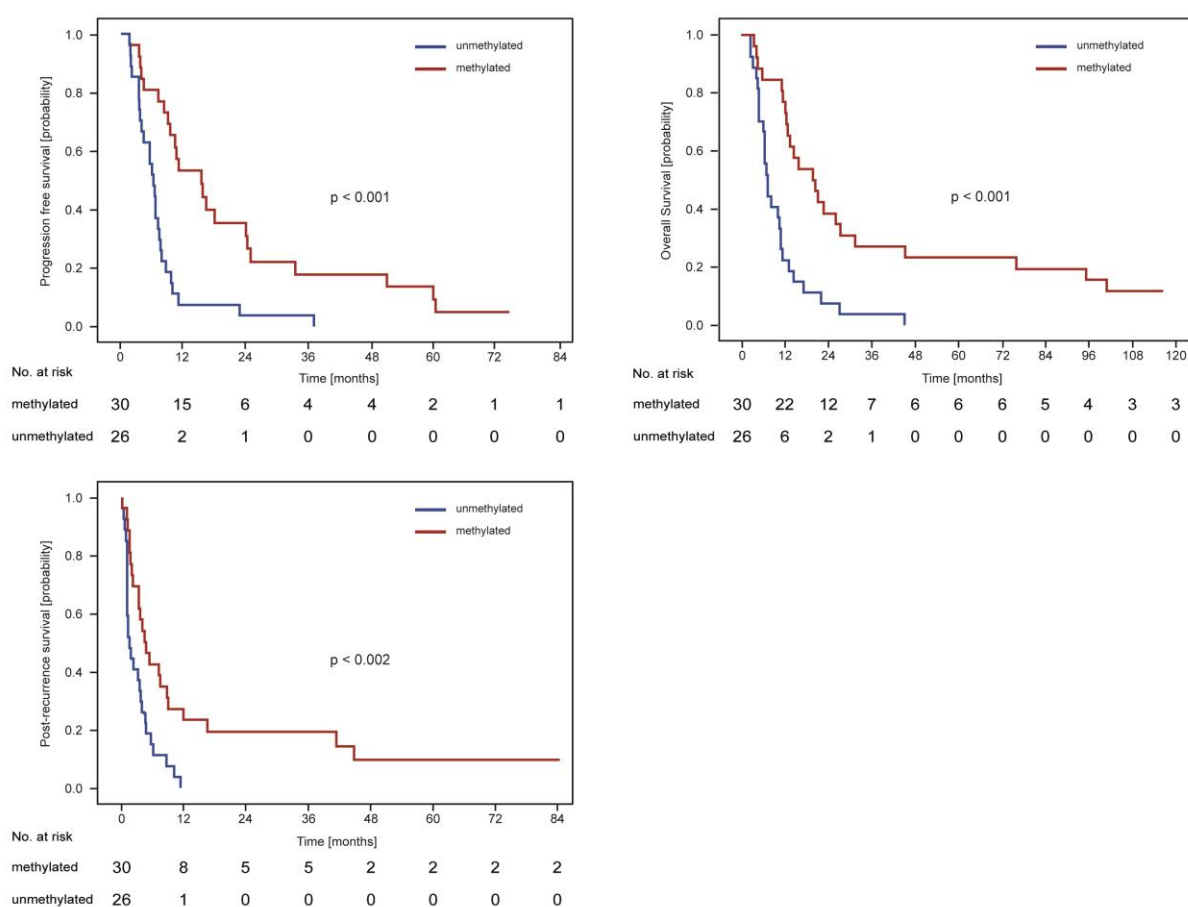 Progression free survival [probability]
1.0
0.8
0.6
0.4
0.2
0.0
unmethylated
methylated
p < 0.001
0 12 24 36 48 60 72 84
Time [months]
No. at risk
methylated 30 15 6 4 4 2 1 1
unmethylated 26 2 1 0 0 0 0 0
Overall Survival [probability]
1.0
0.8
0.6
0.4
0.2
0.0
unmethylated
methylated
p < 0.001
0 12 24 36 48 60 72 84 96 108 120
Time [months]
No. at risk
methylated 30 22 12 7 6 6 6 5 4 3 3
unmethylated 26 6 2 1 0 0 0 0 0 0 0
Post-recurrence survival [probability]
1.0
0.8
0.6
0.4
0.2
0.0
unmethylated
methylated
p < 0.002
0 12 24 36 48 60 72 84
Time [months]
No. at risk
methylated 30 8 5 5 2 2 2 2
unmethylated 26 1 0 0 0 0 0 0